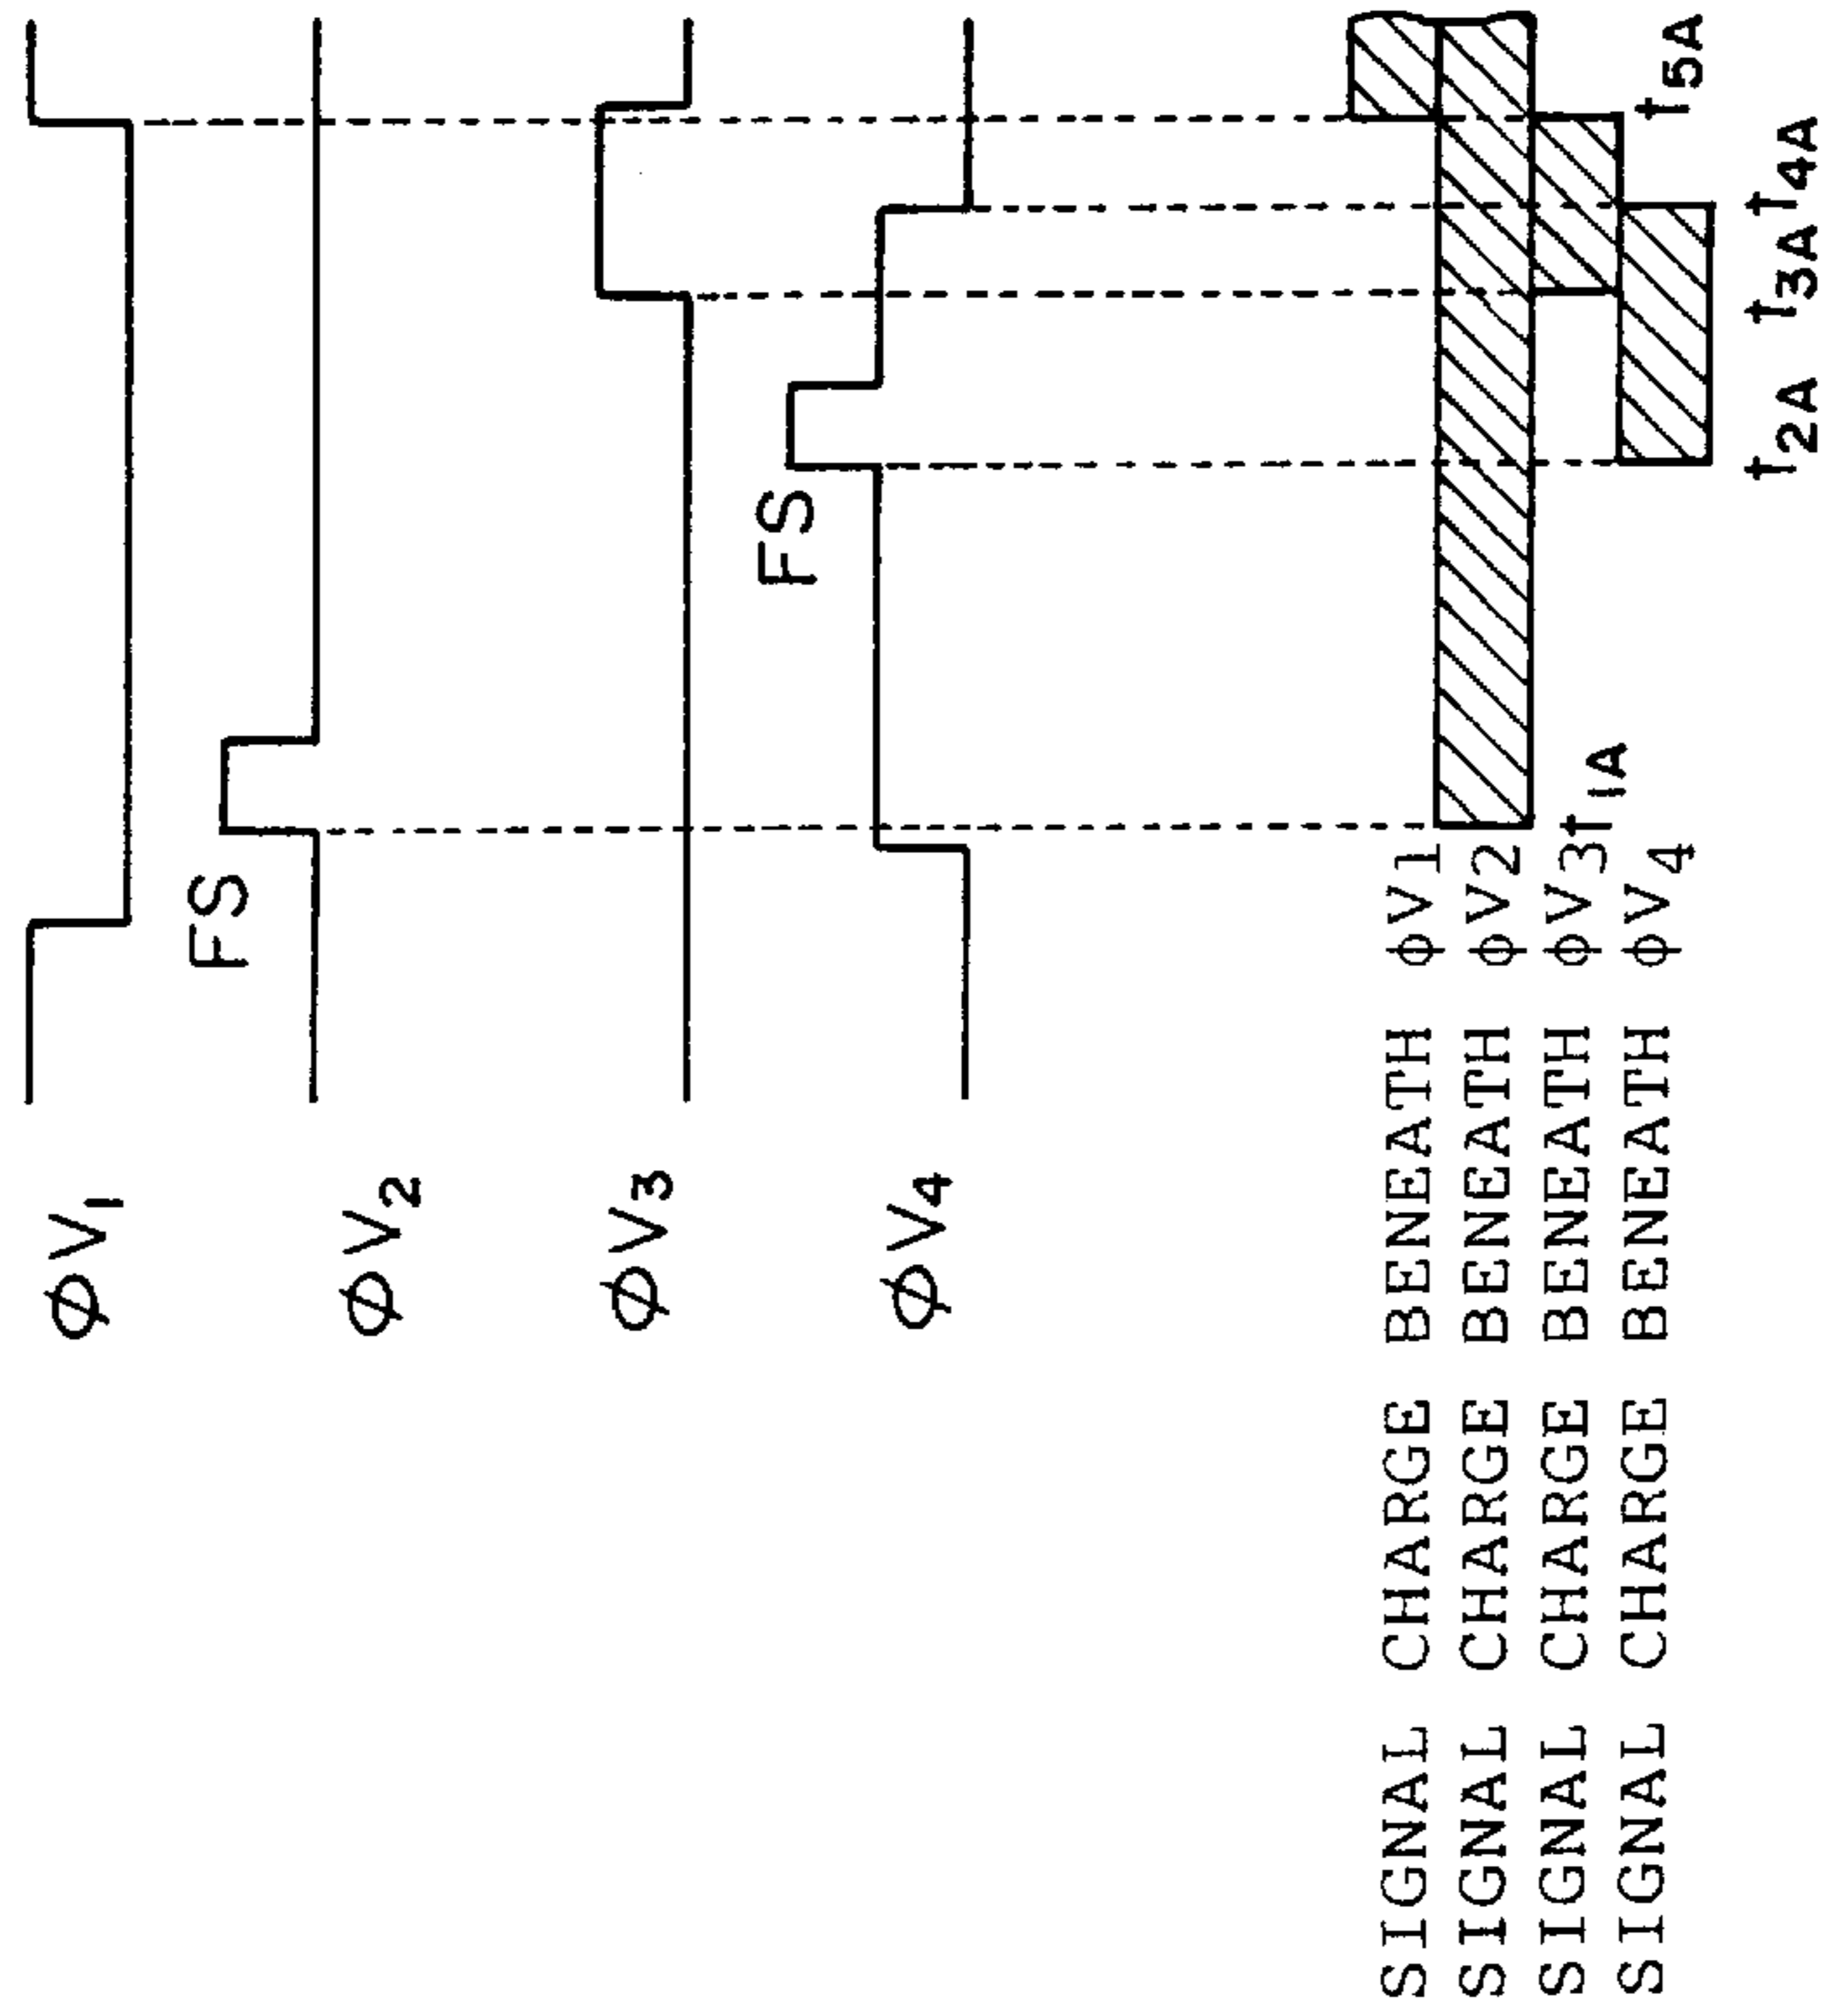 φV1
φV2
φV3
φV4
FS
FS
SIGNAL CHARGE BENEATH φV1
SIGNAL CHARGE BENEATH φV2
SIGNAL CHARGE BENEATH φV3
SIGNAL CHARGE BENEATH φV4
t1A
t2A
t3A
t4A
t5A